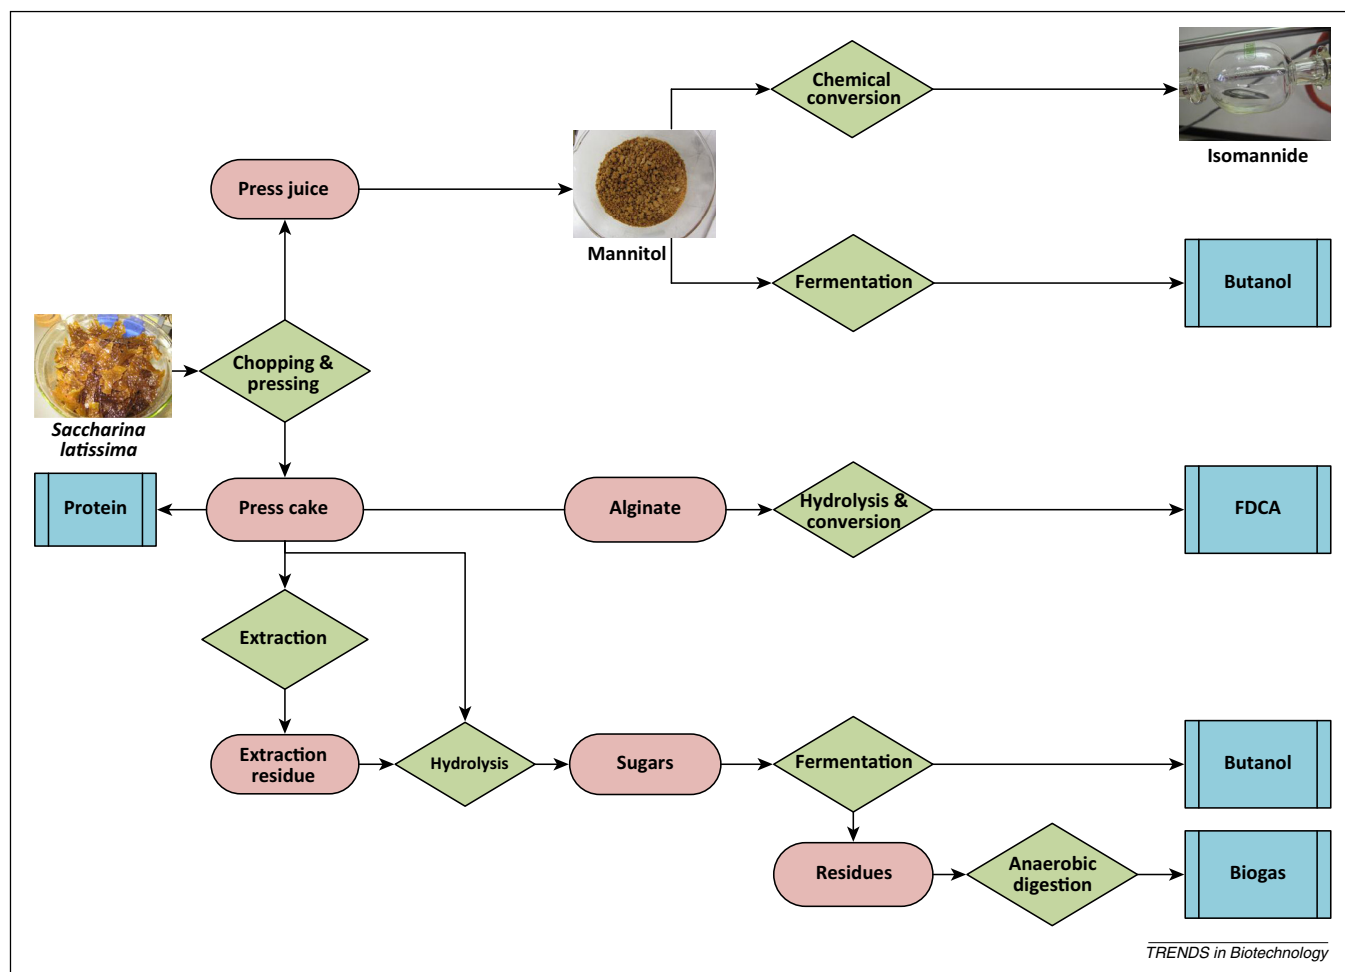 Chemical
conversion
Isomannide
Press juice
Mannitol
Fermentation
Butanol
Chopping &
pressing
Saccharina
latissima
Protein
Press cake
Alginate
Hydrolysis &
conversion
FDCA
Extraction
Extraction
residue
Hydrolysis
Sugars
Fermentation
Butanol
Residues
Anaerobic
digestion
Biogas
TRENDS in Biotechnology